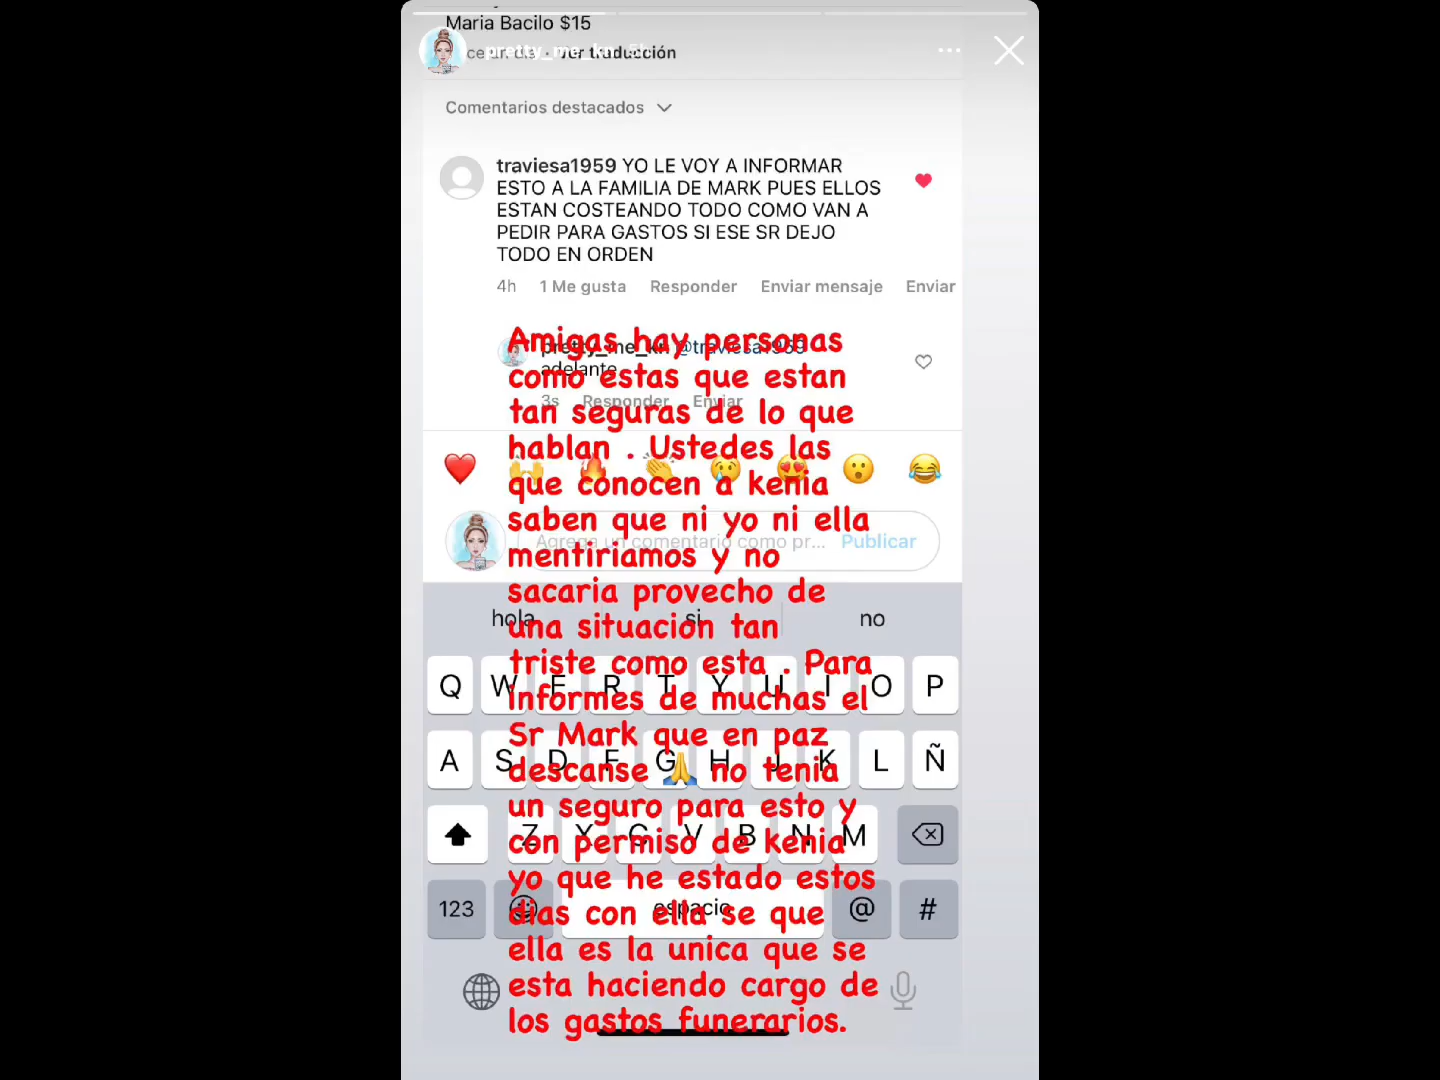 Maria Bacilo $15
pretty_me_kn 5h
Ver traducción
Comentarios destacados
traviesa1959 YO LE VOY A INFORMAR
ESTO A LA FAMILIA DE MARK PUES ELLOS
ESTAN COSTEANDO TODO COMO VAN A
PEDIR PARA GASTOS SI ESE SR DEJO
TODO EN ORDEN
4h 1 Me gusta Responder Enviar mensaje Enviar
pretty_me_kn @traviesa1959
adelante
3s Responder Enviar
Amigas hay personas
como estas que estan
tan seguras de lo que
hablan . Ustedes las
que conocen a kenia
saben que ni yo ni ella
mentiriamos y no
sacaria provecho de
una situación tan
triste como esta . Para
informes de muchas el
Sr Mark que en paz
descanse 🙏 no tenia
un seguro para esto y
con permiso de kenia
yo que he estado estos
dias con ella se que
ella es la unica que se
esta haciendo cargo de
los gastos funerarios.
❤️ 🙌 🔥 👏 😢 😍 😮 😂
Agrega un comentario como pr... Publicar
hola si no
Q W E R T Y U I O P
A S D F G H J K L Ñ
Z X C V B N M
123 espacio @ #